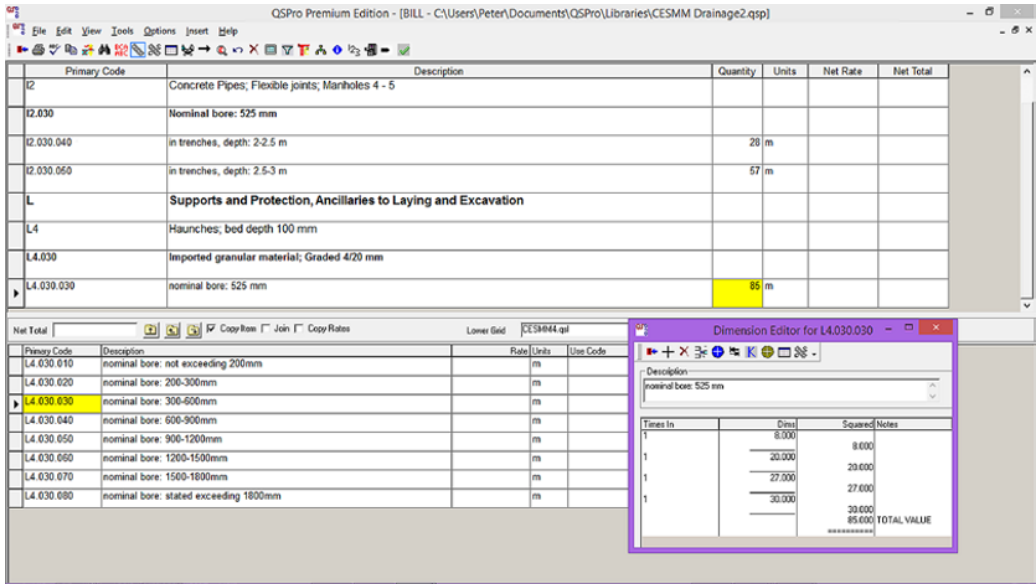 QSPro Premium Edition - [BILL - C:\Users\Peter\Documents\QSPro\Libraries\CESMM Drainage2.qsp]
File Edit View Tools Options Insert Help
Primary Code Description Quantity Units Net Rate Net Total
I2 Concrete Pipes; Flexible joints; Manholes 4 - 5
I2.030 Nominal bore: 525 mm
I2.030.040 in trenches, depth: 2-2.5 m 28 m
I2.030.050 in trenches, depth: 2.5-3 m 57 m
L Supports and Protection, Ancillaries to Laying and Excavation
L4 Haunches; bed depth 100 mm
L4.030 Imported granular material; Graded 4/20 mm
L4.030.030 nominal bore: 525 mm 85 m
Net Total Copy Item Join Copy Rates Lower Grid CESMM4.qsl
Primary Code Description Rate Units Use Code
L4.030.010 nominal bore: not exceeding 200mm m
L4.030.020 nominal bore: 200-300mm m
L4.030.030 nominal bore: 300-600mm m
L4.030.040 nominal bore: 600-900mm m
L4.030.050 nominal bore: 900-1200mm m
L4.030.060 nominal bore: 1200-1500mm m
L4.030.070 nominal bore: 1500-1800mm m
L4.030.080 nominal bore: stated exceeding 1800mm m
Dimension Editor for L4.030.030
Description
nominal bore: 525 mm
Times In Dims Squared Notes
1 8.000
8.000
1 20.000
20.000
1 27.000
27.000
1 30.000
30.000
85.000 TOTAL VALUE
==========